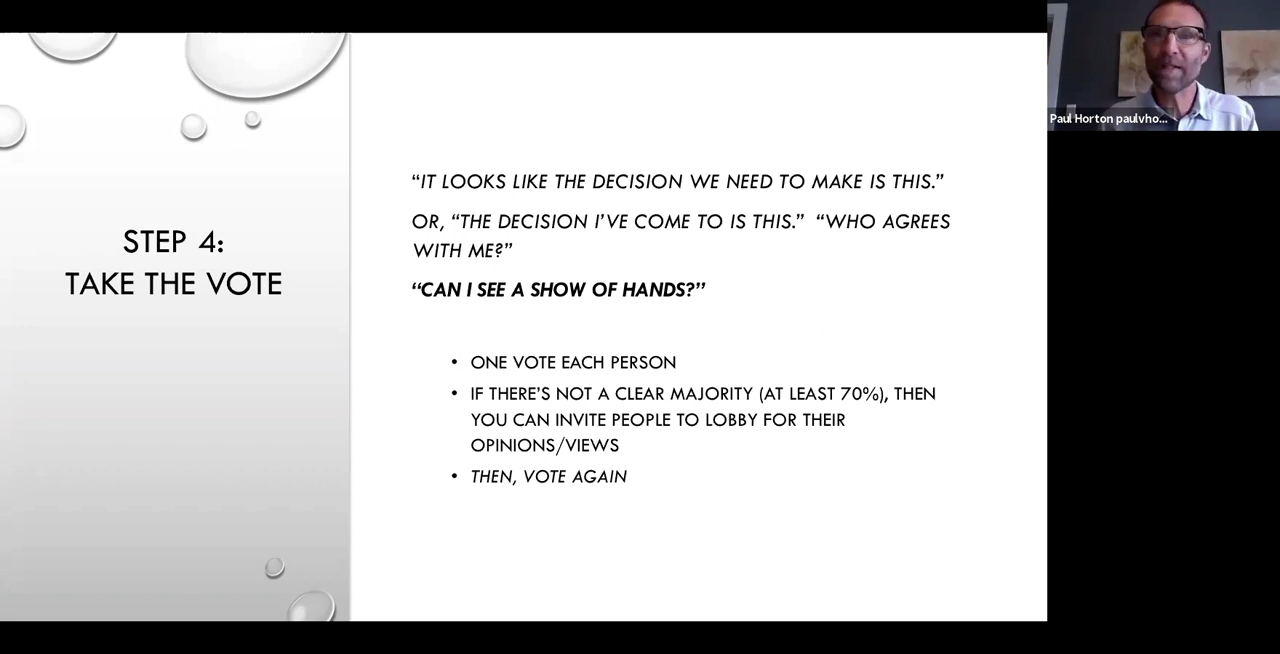 STEP 4:
TAKE THE VOTE
“IT LOOKS LIKE THE DECISION WE NEED TO MAKE IS THIS.”
OR, “THE DECISION I’VE COME TO IS THIS.” “WHO AGREES
WITH ME?”
“CAN I SEE A SHOW OF HANDS?”
• ONE VOTE EACH PERSON
• IF THERE’S NOT A CLEAR MAJORITY (AT LEAST 70%), THEN
YOU CAN INVITE PEOPLE TO LOBBY FOR THEIR
OPINIONS/VIEWS
• THEN, VOTE AGAIN
Paul Horton paulvho...